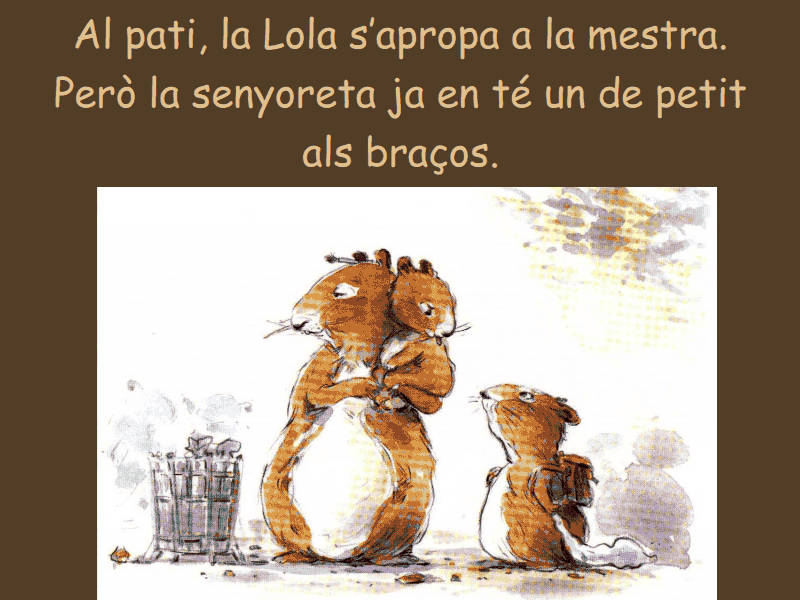 Al pati, la Lola s’apropa a la mestra.
Però la senyoreta ja en té un de petit
als braços.